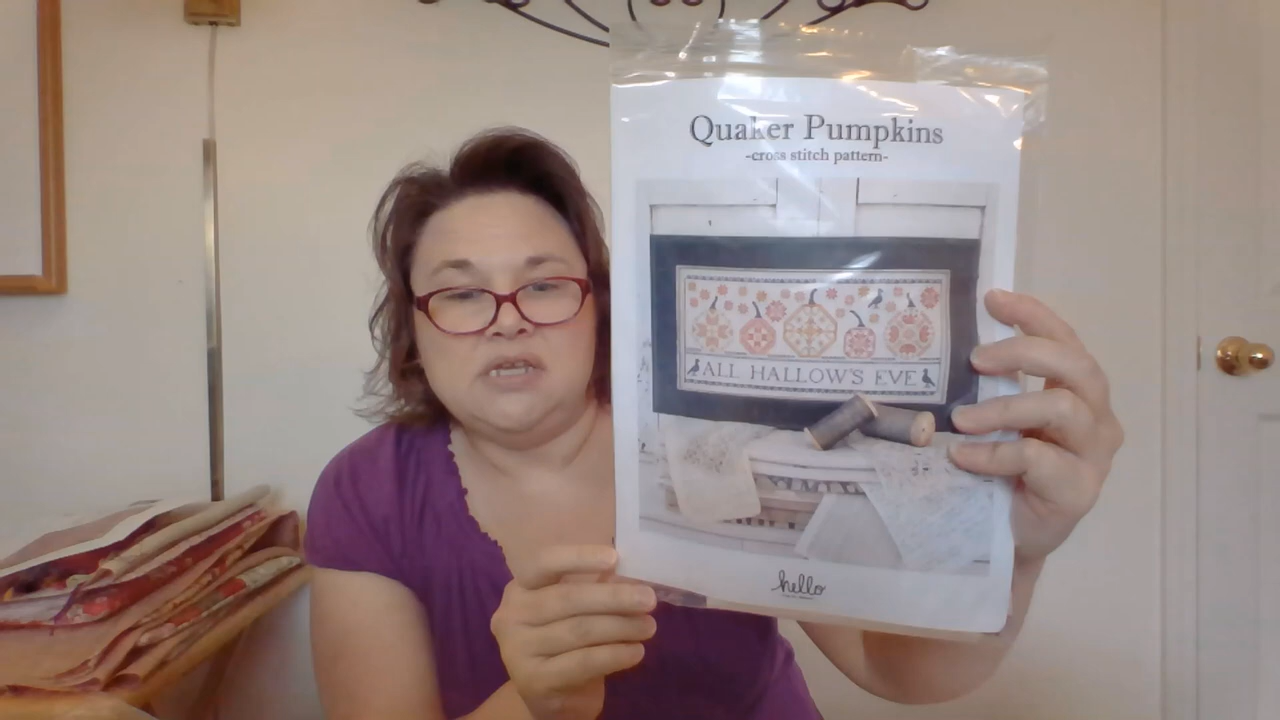 Quaker Pumpkins
-cross stitch pattern-
ALL HALLOW'S EVE
hello